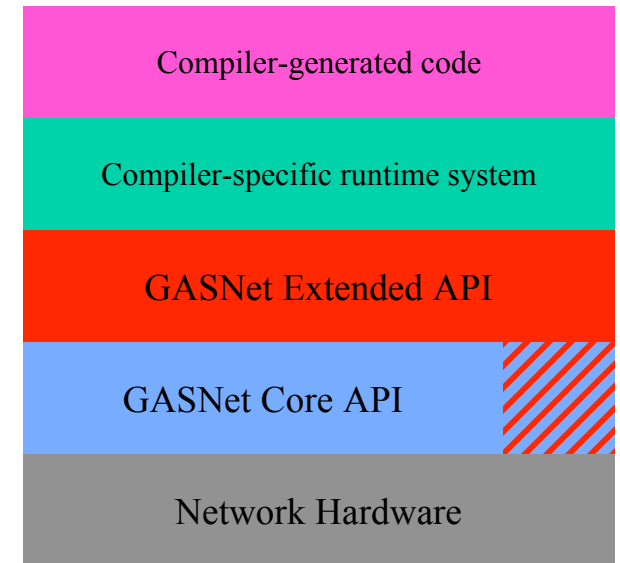 Compiler-generated code
Compiler-specific runtime system
GASNet Extended API
GASNet Core API
Network Hardware